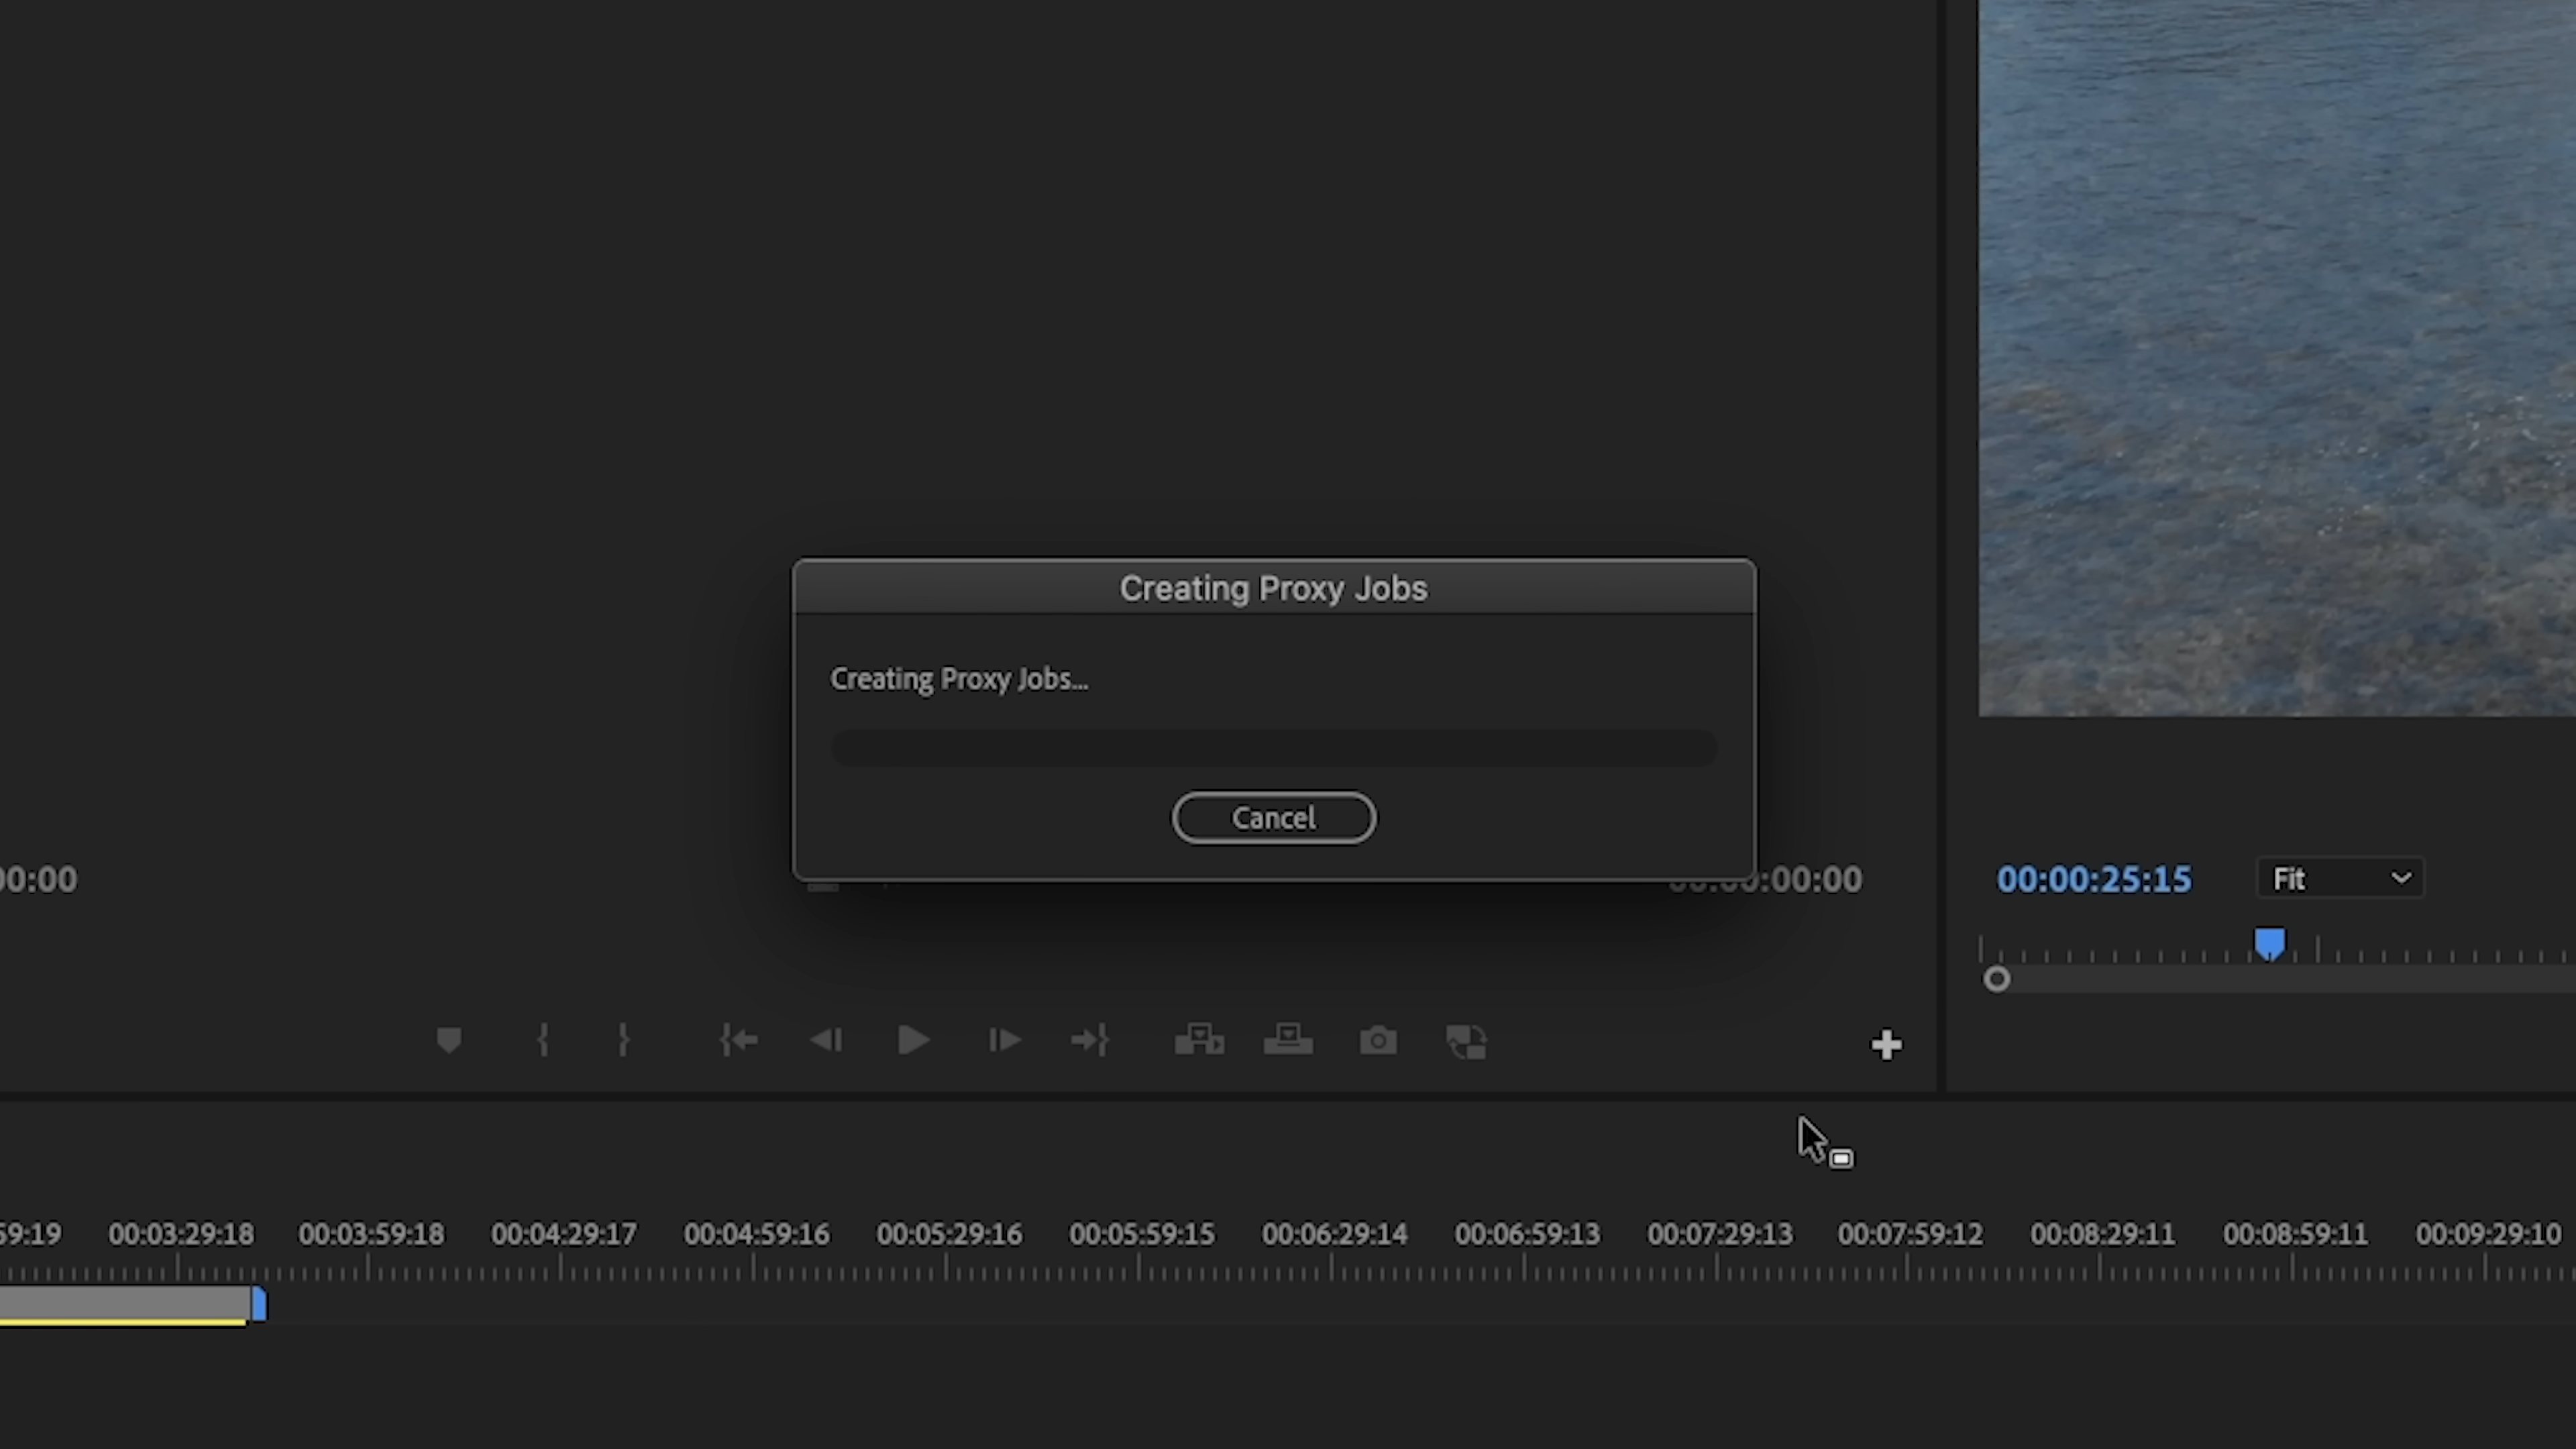 Creating Proxy Jobs
Creating Proxy Jobs...
Cancel
00:00
:00:00
00:00:25:15
Fit
59:19 00:03:29:18 00:03:59:18 00:04:29:17 00:04:59:16 00:05:29:16 00:05:59:15 00:06:29:14 00:06:59:13 00:07:29:13 00:07:59:12 00:08:29:11 00:08:59:11 00:09:29:10